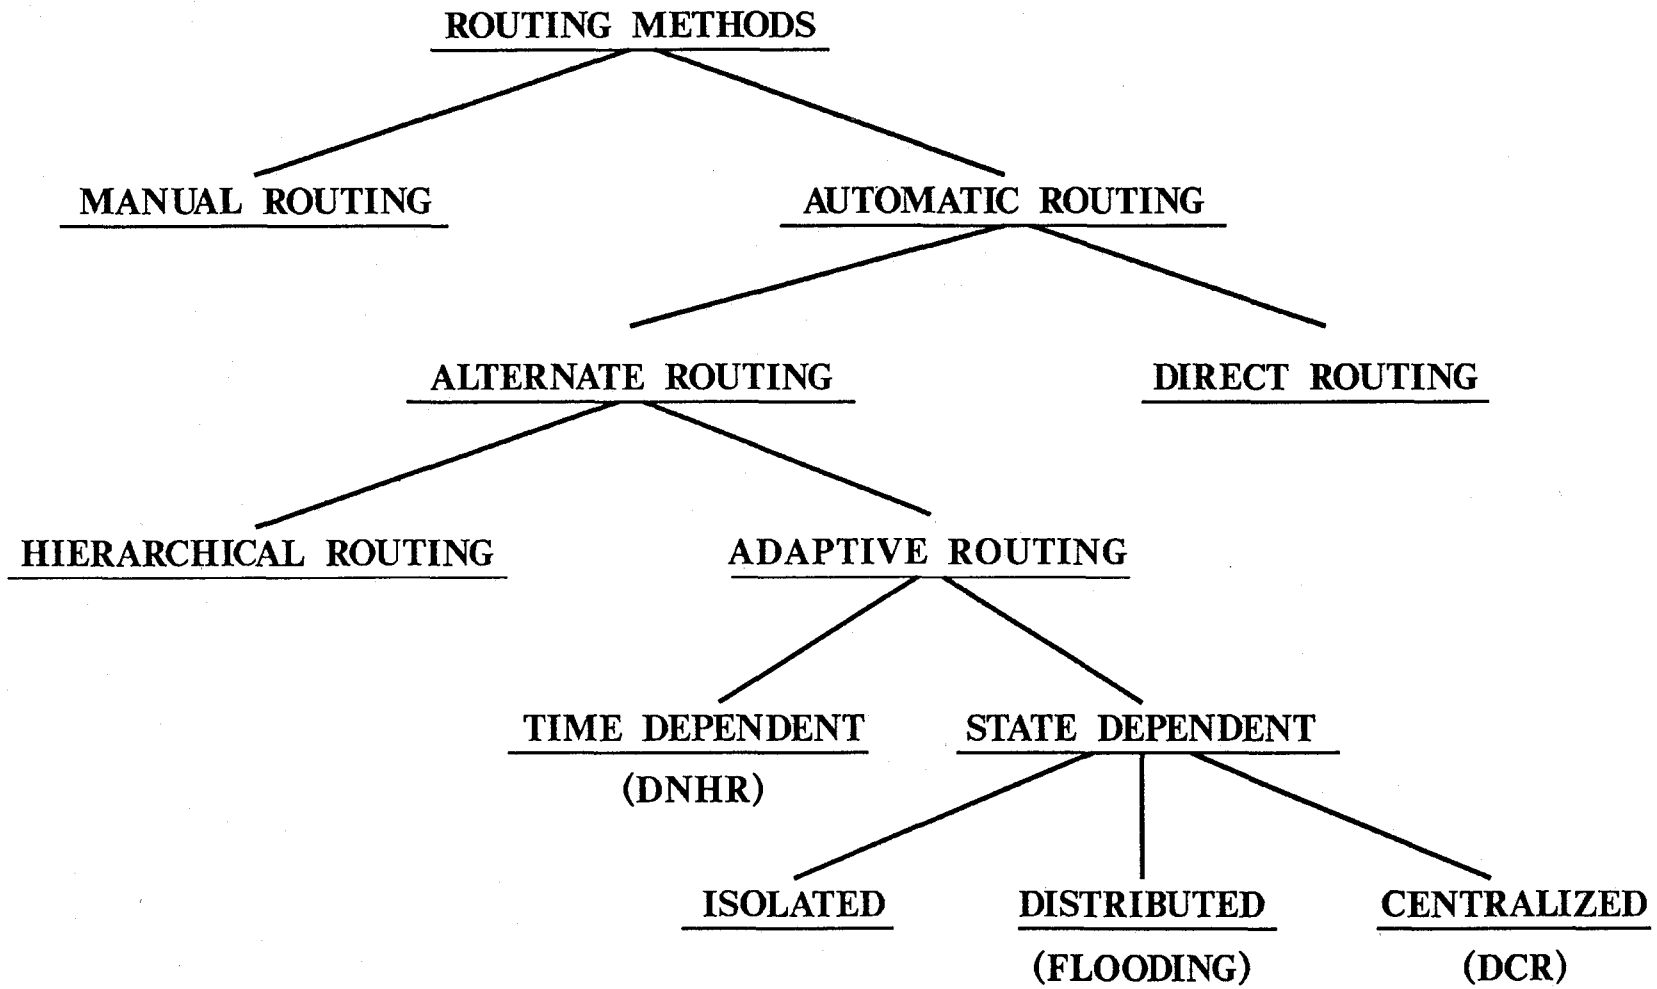 ROUTING METHODS
MANUAL ROUTING
AUTOMATIC ROUTING
ALTERNATE ROUTING
DIRECT ROUTING
HIERARCHICAL ROUTING
ADAPTIVE ROUTING
TIME DEPENDENT
(DNHR)
STATE DEPENDENT
ISOLATED
DISTRIBUTED
(FLOODING)
CENTRALIZED
(DCR)